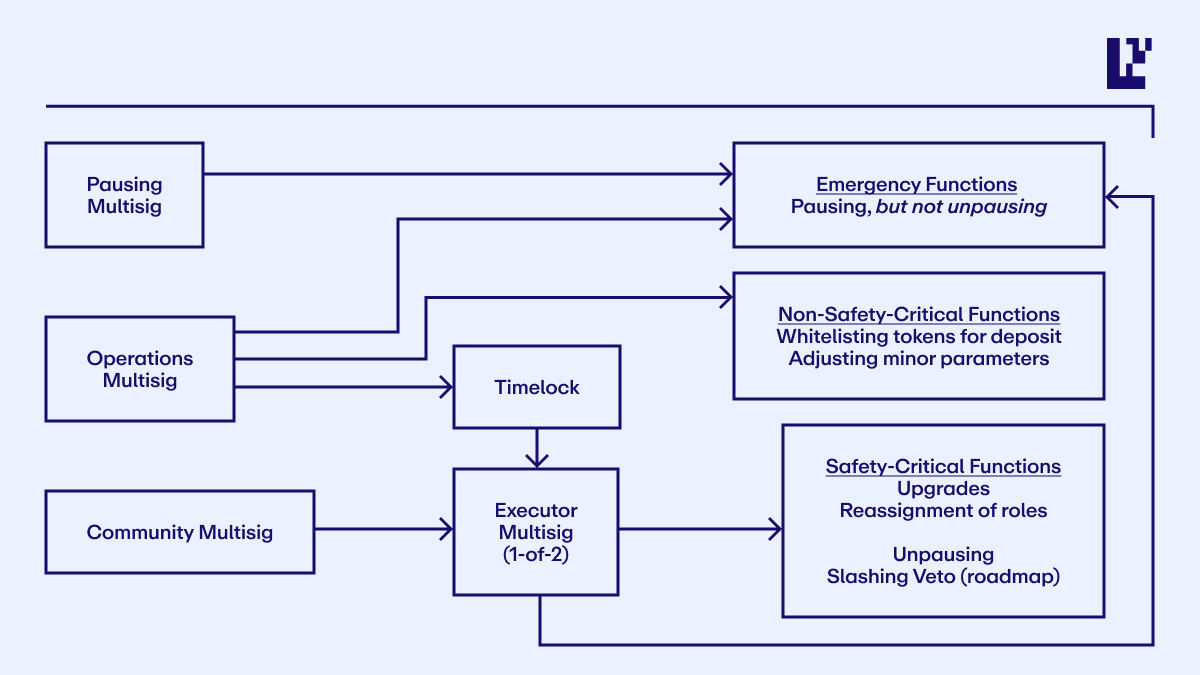 Pausing
Multisig
Emergency Functions
Pausing, but not unpausing
Non-Safety-Critical Functions
Whitelisting tokens for deposit
Adjusting minor parameters
Operations
Multisig
Timelock
Safety-Critical Functions
Upgrades
Reassignment of roles
Unpausing
Slashing Veto (roadmap)
Community Multisig
Executor
Multisig
(1-of-2)